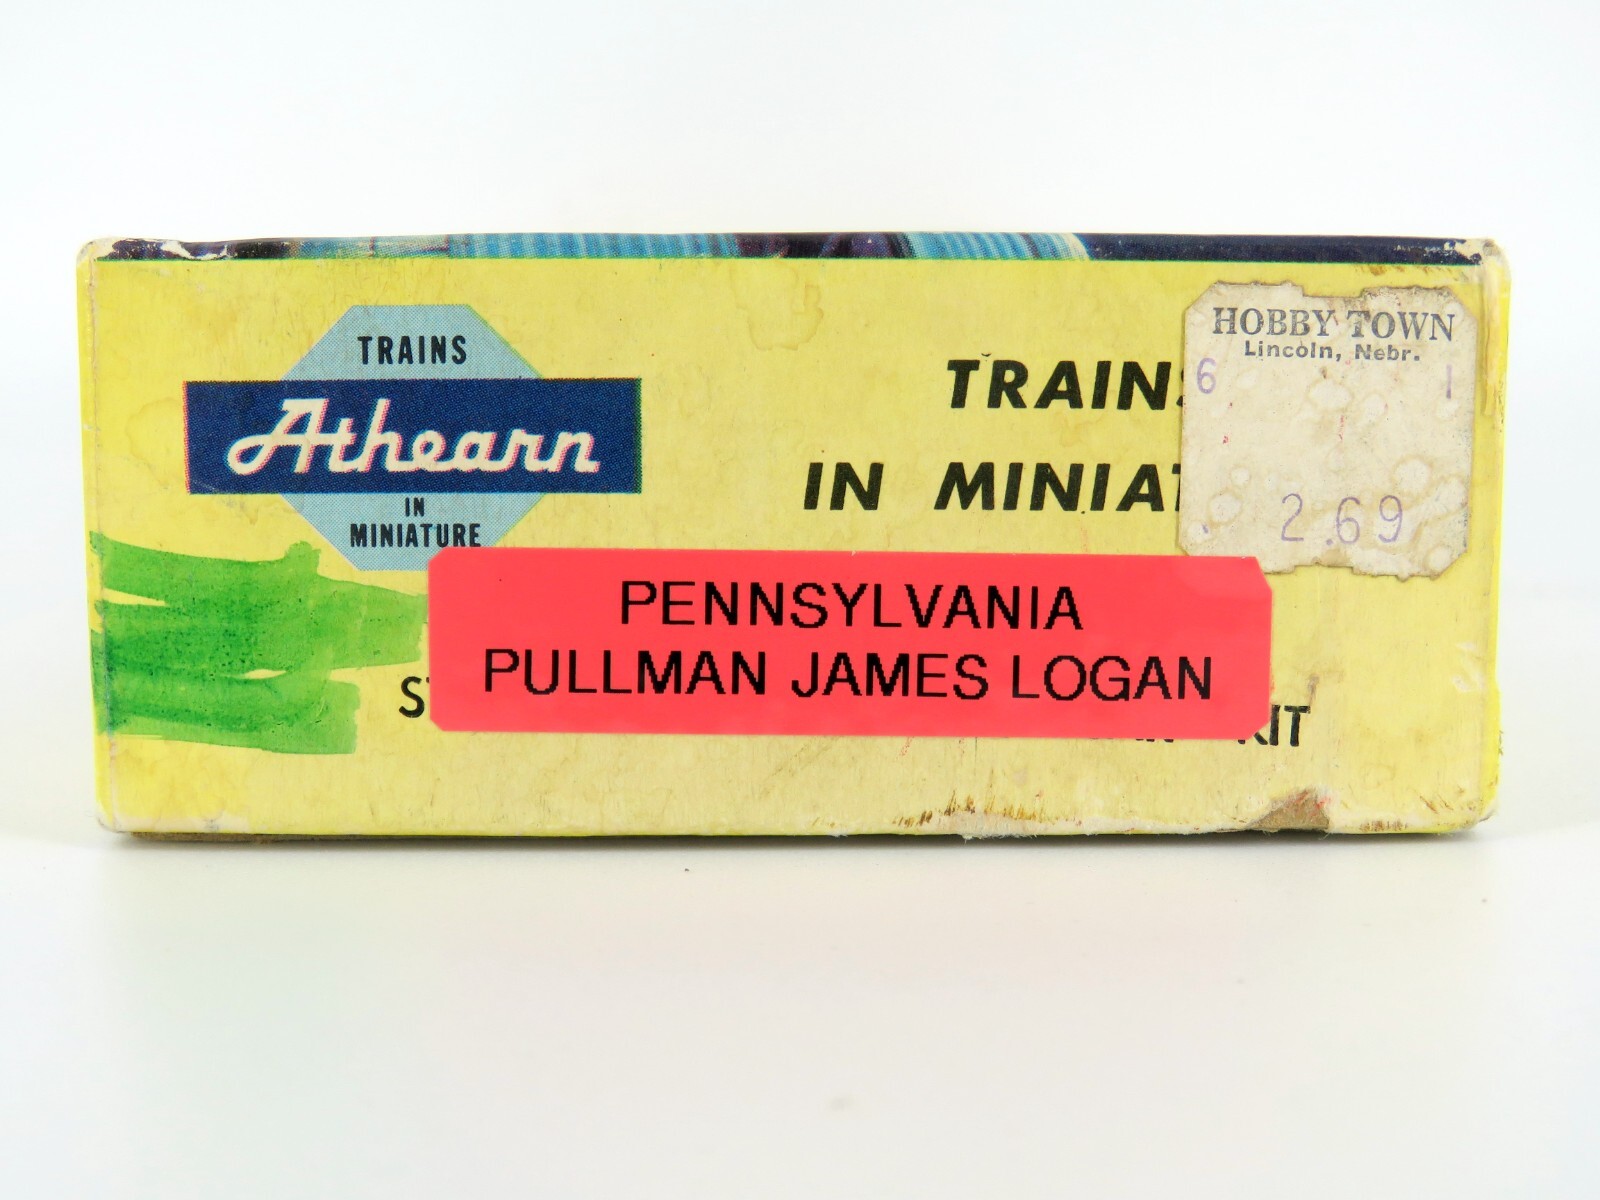 TRAINS
Athearn
IN
MINIATURE
TRAINS
IN MINIAT
HOBBY TOWN
Lincoln, Nebr.
6 1
2.69
PENNSYLVANIA
PULLMAN JAMES LOGAN
KIT